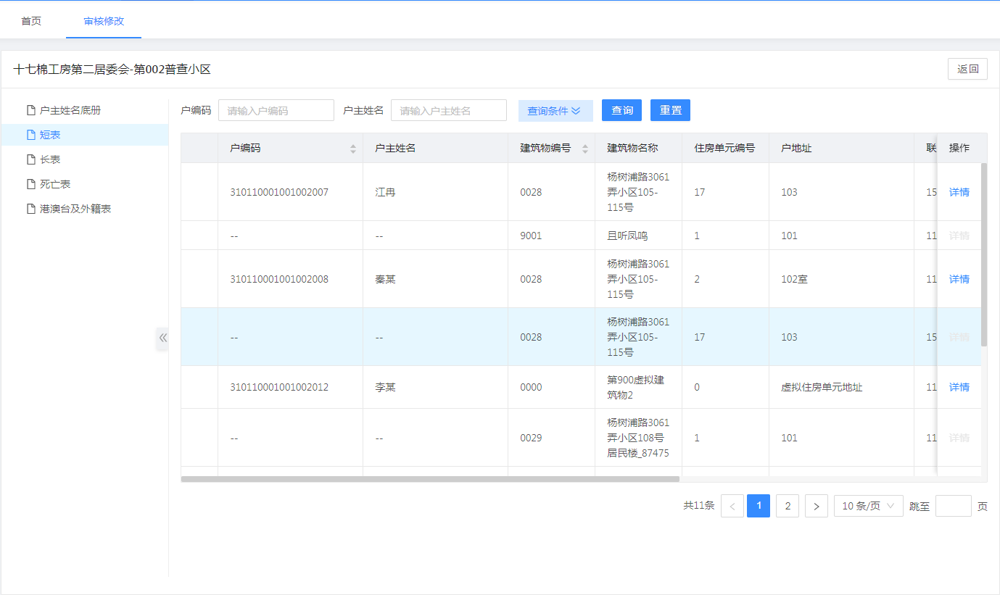 首页 审核修改
十七棉工房第二居委会-第002普查小区 返回
户主姓名底册
短表
长表
死亡表
港澳台及外籍表
户编码 请输入户编码 户主姓名 请输入户主姓名 查询条件 查询 重置
户编码 户主姓名 建筑物编号 建筑物名称 住房单元编号 户地址 联 操作
310110001001002007 江冉 0028 杨树浦路3061 17 103 15 详情
弄小区105-
115号
-- -- 9001 且听凤鸣 1 101 11 详情
310110001001002008 秦某 0028 杨树浦路3061 2 102室 11 详情
弄小区105-
115号
-- -- 0028 杨树浦路3061 17 103 15 详情
弄小区105-
115号
310110001001002012 李某 0000 第900虚拟建 0 虚拟住房单元地址 11 详情
筑物2
-- -- 0029 杨树浦路3061 1 101 11 详情
弄小区108号
居民楼_87475
共11条 < 1 2 > 10 条/页 跳至 页